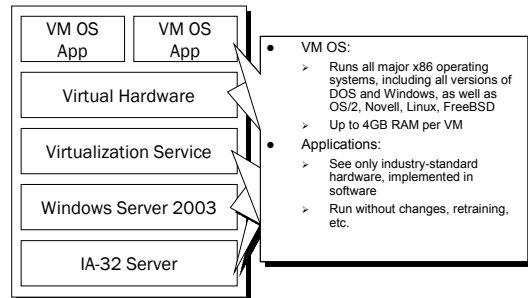 VM OS
App
VM OS
App
Virtual Hardware
Virtualization Service
Windows Server 2003
IA-32 Server
● VM OS:
➢ Runs all major x86 operating
systems, including all versions of
DOS and Windows, as well as
OS/2, Novell, Linux, FreeBSD
➢ Up to 4GB RAM per VM
● Applications:
➢ See only industry-standard
hardware, implemented in
software
➢ Run without changes, retraining,
etc.